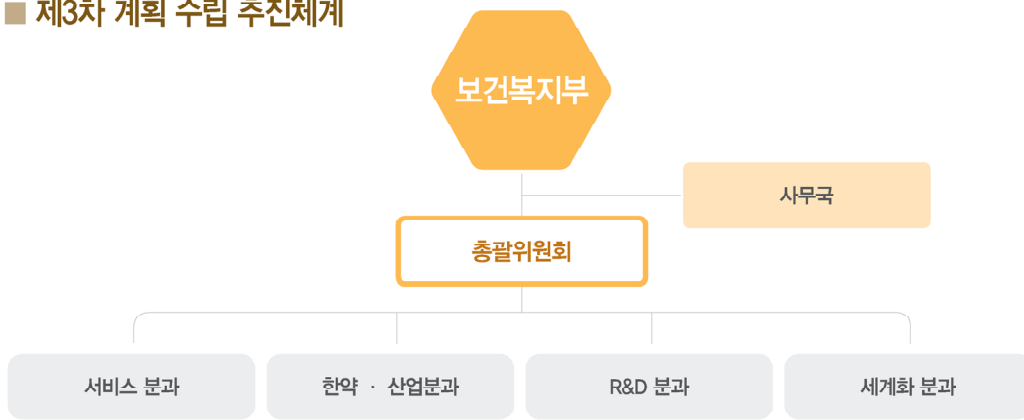 ■ 제3차 계획 수립 추진체계
보건복지부
사무국
총괄위원회
서비스 분과
한약 · 산업분과
R&D 분과
세계화 분과